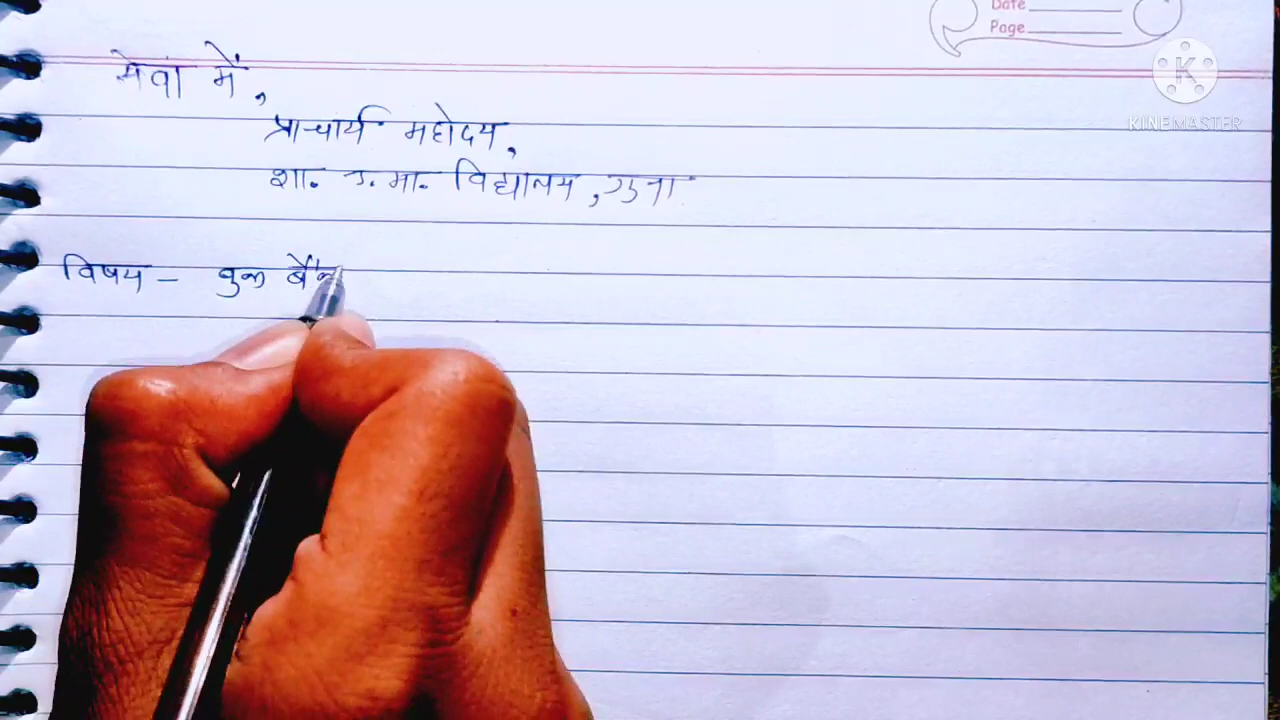 Date
Page
KINEMASTER
सेवा में,
प्राचार्य महोदय,
शा. उ. मा. विद्यालय, गुना
विषय - बुक बैंक